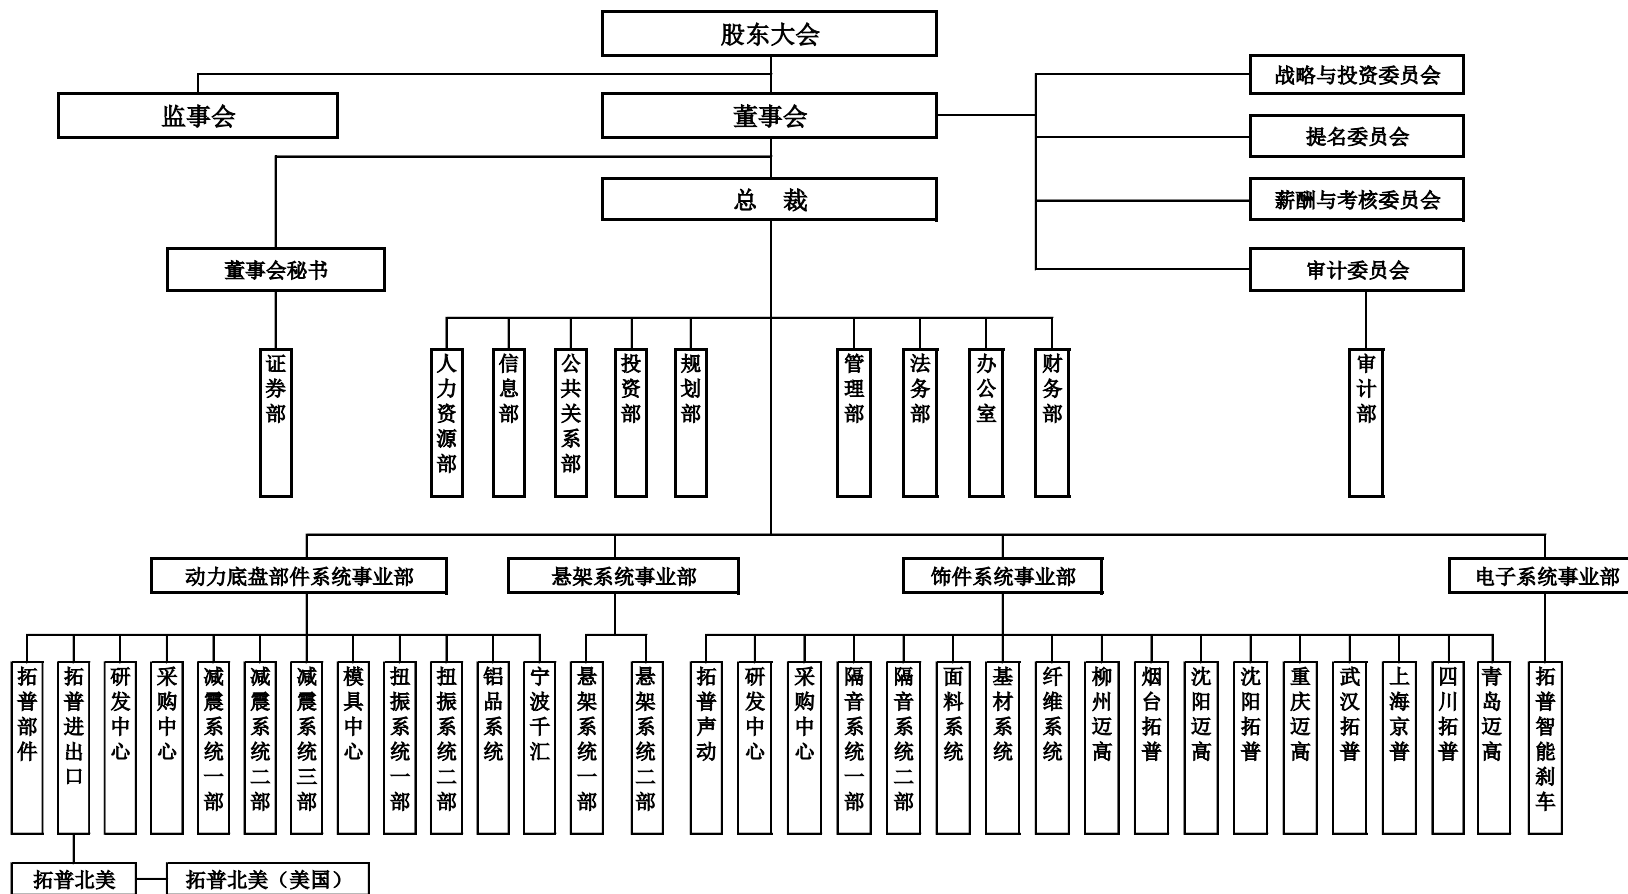 股东大会
战略与投资委员会
监事会
董事会
提名委员会
总 裁
薪酬与考核委员会
董事会秘书
审计委员会
证券部
人力资源部
信息部
公共关系部
投资部
规划部
管理部
法务部
办公室
财务部
审计部
动力底盘部件系统事业部
悬架系统事业部
饰件系统事业部
电子系统事业部
拓普部件
拓普进出口
研发中心
采购中心
减震系统一部
减震系统二部
减震系统三部
模具中心
扭振系统一部
扭振系统二部
铝品系统
宁波千汇
悬架系统一部
悬架系统二部
拓普声动
研发中心
采购中心
隔音系统一部
隔音系统二部
面料系统
基材系统
纤维系统
柳州迈高
烟台拓普
沈阳迈高
沈阳拓普
重庆迈高
武汉拓普
上海京普
四川拓普
青岛迈高
拓普智能刹车
拓普北美
拓普北美（美国）